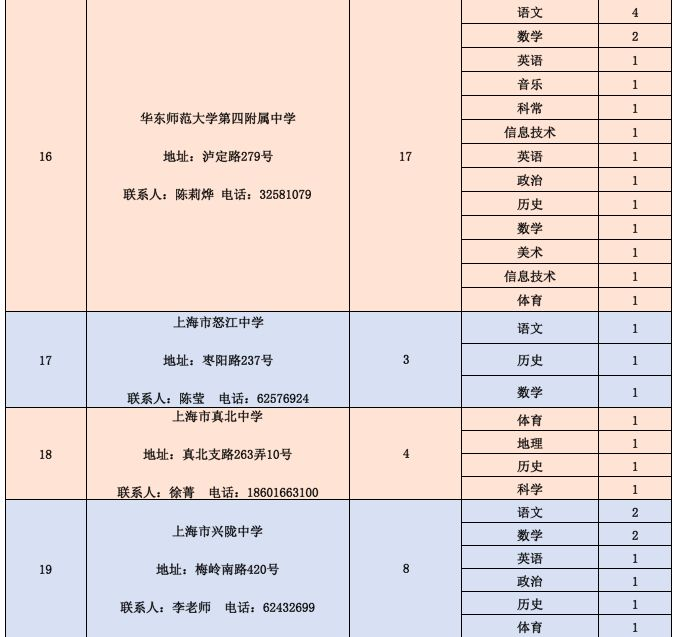 16
华东师范大学第四附属中学
地址：泸定路279号
联系人：陈莉烨 电话：32581079
17
语文 4
数学 2
英语 1
音乐 1
科常 1
信息技术 1
英语 1
政治 1
历史 1
数学 1
美术 1
信息技术 1
体育 1
17
上海市怒江中学
地址：枣阳路237号
联系人：陈莹 电话：62576924
3
语文 1
历史 1
数学 1
18
上海市真北中学
地址：真北支路263弄10号
联系人：徐菁 电话：18601663100
4
体育 1
地理 1
历史 1
科学 1
19
上海市兴陇中学
地址：梅岭南路420号
联系人：李老师 电话：62432699
8
语文 2
数学 2
英语 1
政治 1
历史 1
体育 1